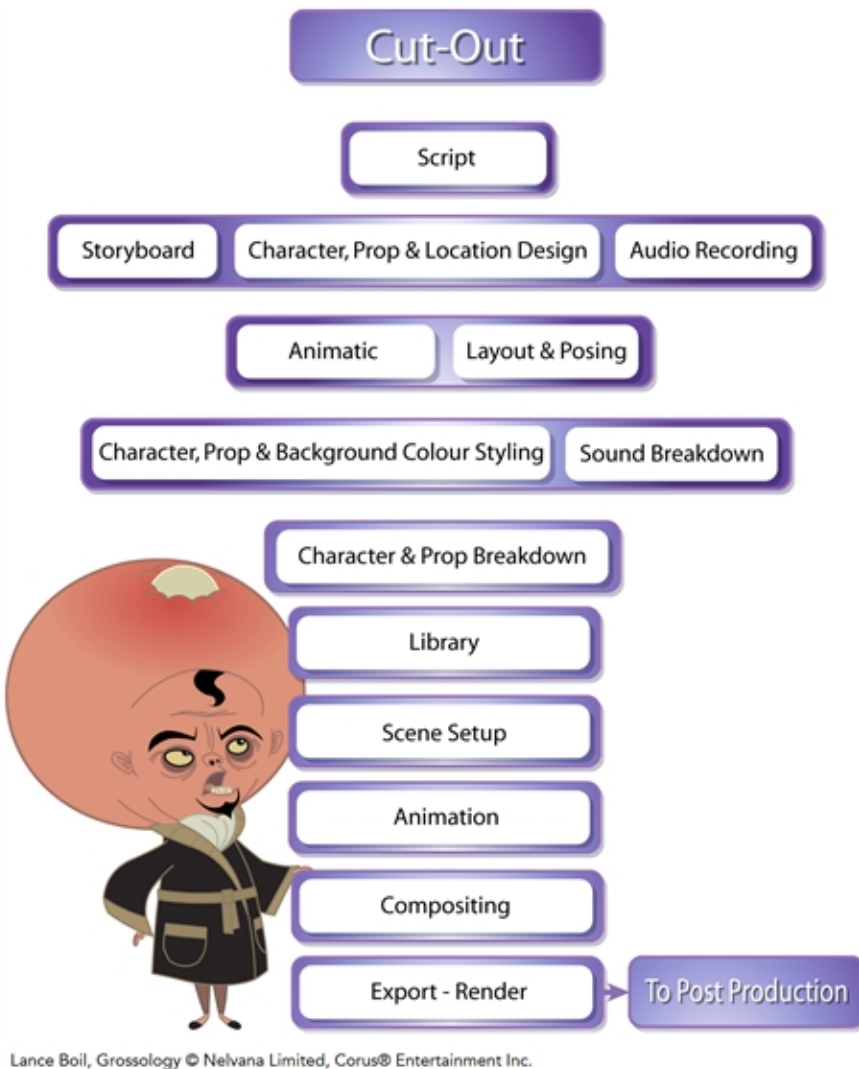 Cut-Out
Script
Storyboard
Character, Prop & Location Design
Audio Recording
Animatic
Layout & Posing
Character, Prop & Background Colour Styling
Sound Breakdown
Character & Prop Breakdown
Library
Scene Setup
Animation
Compositing
Export - Render
To Post Production
Lance Boil, Grossology © Nelvana Limited, Corus® Entertainment Inc.